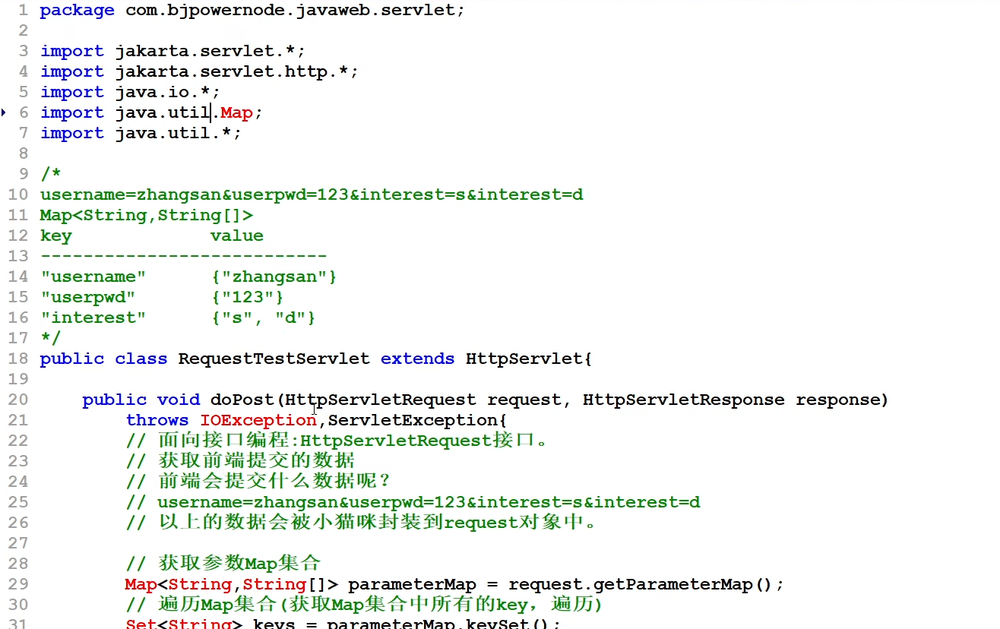 1 package com.bjpowernode.javaweb.servlet;
2
3 import jakarta.servlet.*;
4 import jakarta.servlet.http.*;
5 import java.io.*;
6 import java.util.Map;
7 import java.util.*;
8
9 /*
10 username=zhangsan&userpwd=123&interest=s&interest=d
11 Map<String,String[]>
12 key             value
13 ---------------------------
14 "username"      {"zhangsan"}
15 "userpwd"       {"123"}
16 "interest"      {"s", "d"}
17 */
18 public class RequestTestServlet extends HttpServlet{
19
20     public void doPost(HttpServletRequest request, HttpServletResponse response)
21         throws IOException,ServletException{
22         // 面向接口编程:HttpServletRequest接口。
23         // 获取前端提交的数据
24         // 前端会提交什么数据呢?
25         // username=zhangsan&userpwd=123&interest=s&interest=d
26         // 以上的数据会被小猫咪封装到request对象中。
27
28         // 获取参数Map集合
29         Map<String,String[]> parameterMap = request.getParameterMap();
30         // 遍历Map集合(获取Map集合中所有的key，遍历)
31         Set<String> keys = parameterMap.keySet();